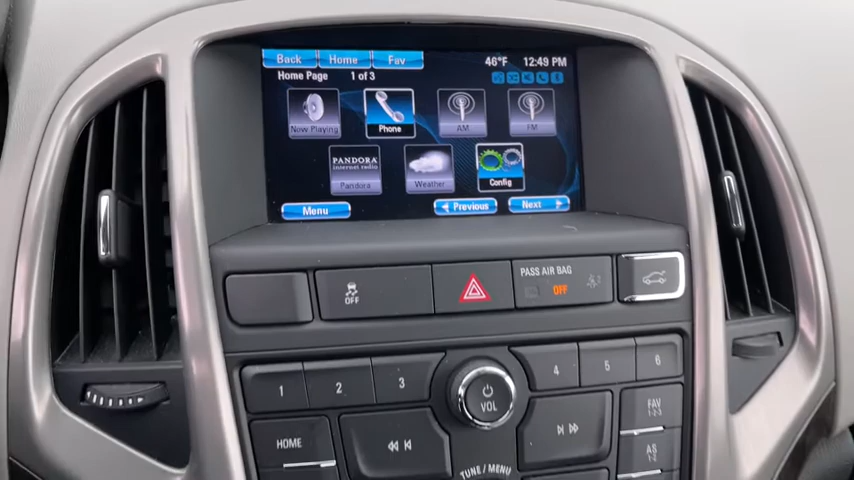 Back Home Fav
46°F 12:49 PM
Home Page 1 of 3
Now Playing Phone AM FM
PANDORA
internet radio
Pandora Weather Config
Menu Previous Next
OFF
PASS AIR BAG
OFF
1 2 3 4 5 6
VOL
HOME
FAV
1-2-3
AS
1-2
TUNE / MENU